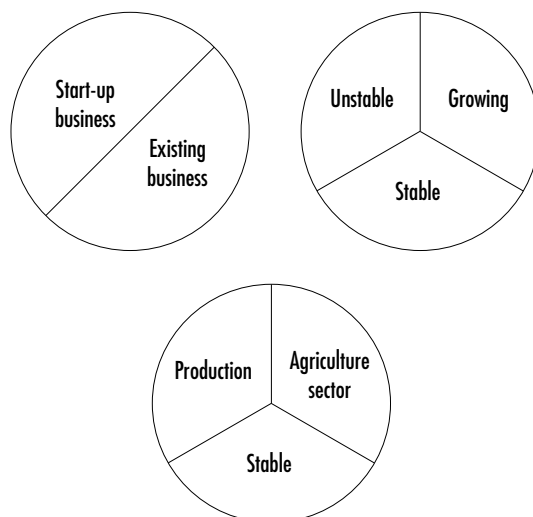 Start-up
business
Existing
business
Unstable
Growing
Stable
Production
Agriculture
sector
Stable